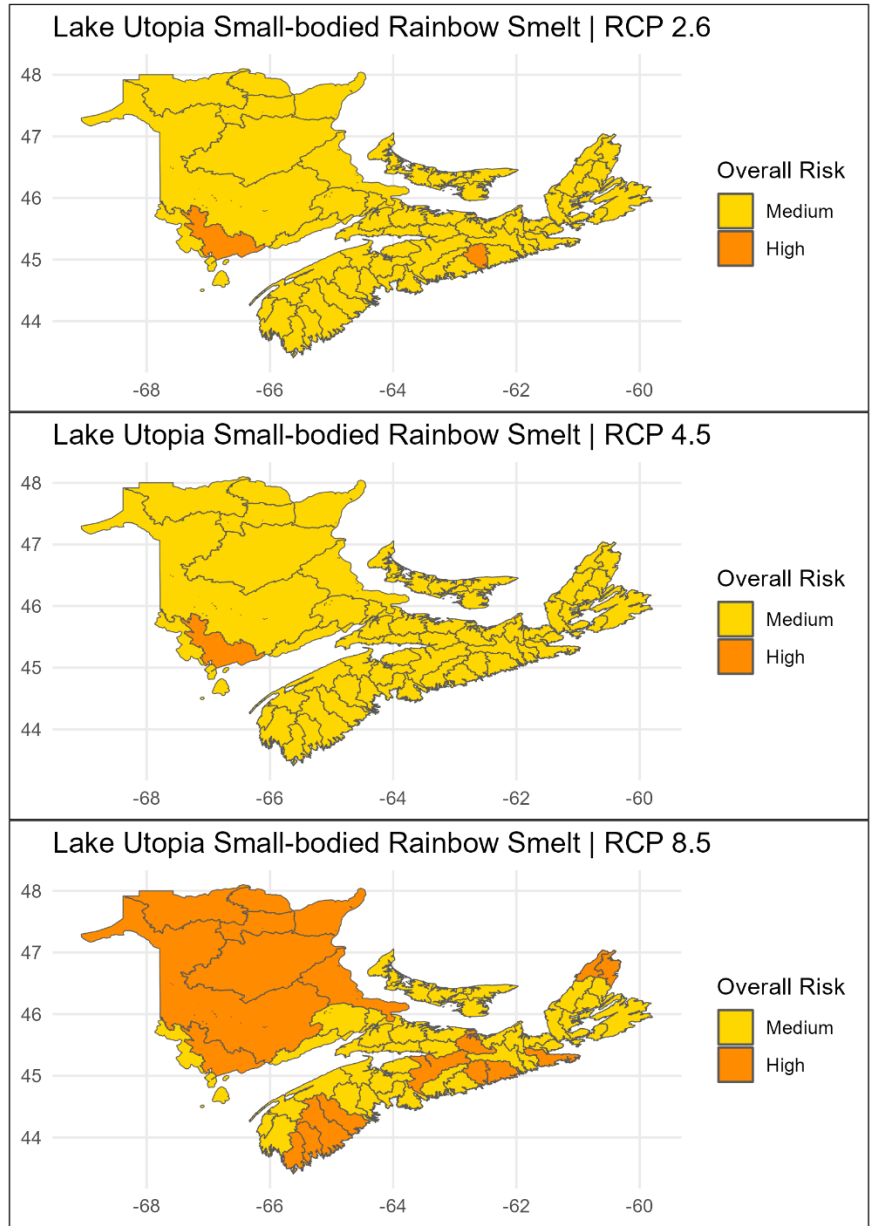 Lake Utopia Small-bodied Rainbow Smelt | RCP 2.6
48
47
46
45
44
-68
-66
-64
-62
-60
Overall Risk
Medium
High
Lake Utopia Small-bodied Rainbow Smelt | RCP 4.5
48
47
46
45
44
-68
-66
-64
-62
-60
Overall Risk
Medium
High
Lake Utopia Small-bodied Rainbow Smelt | RCP 8.5
48
47
46
45
44
-68
-66
-64
-62
-60
Overall Risk
Medium
High